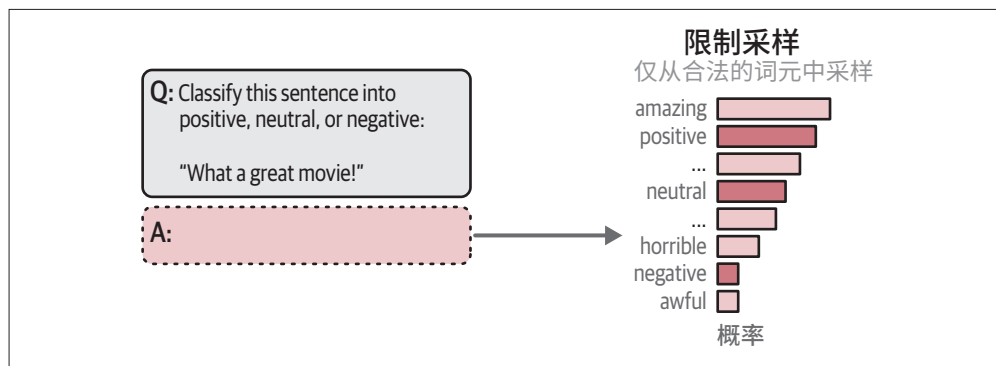 Q: Classify this sentence into
positive, neutral, or negative:
“What a great movie!”
A:
限制采样
仅从合法的词元中采样
amazing
positive
...
neutral
...
horrible
negative
awful
概率